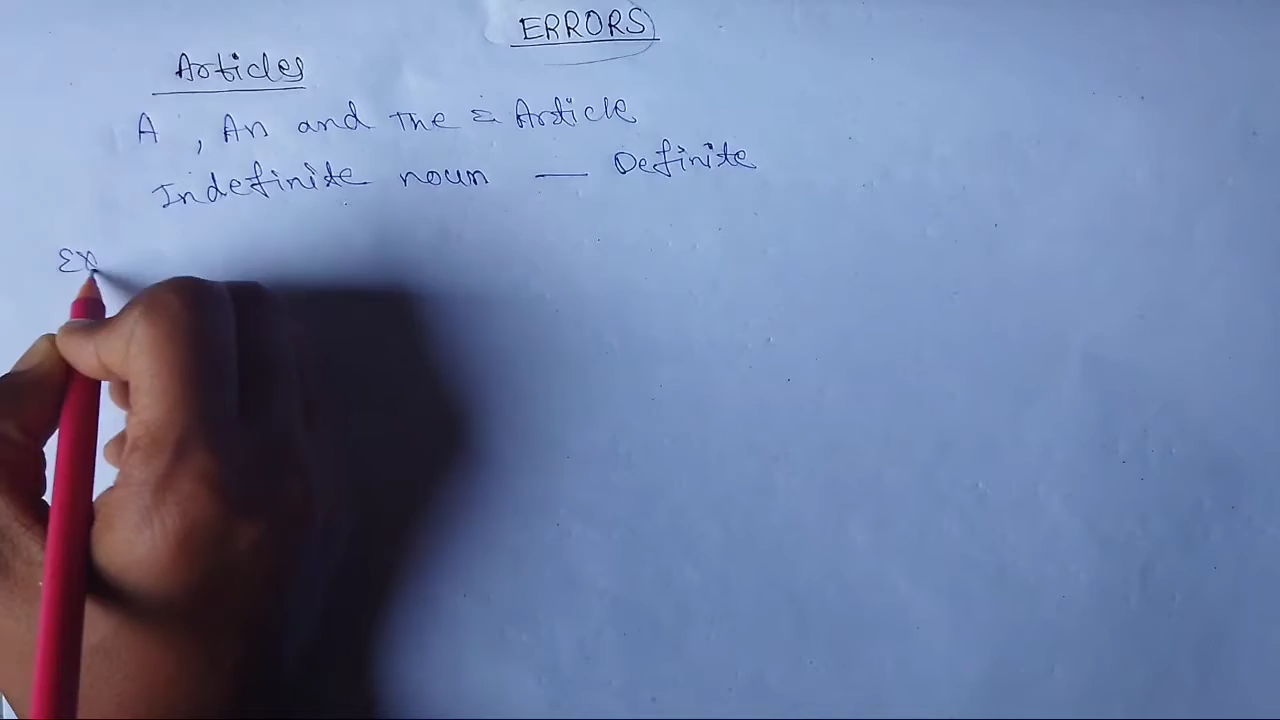 ERRORS
Articles
A , An and The Σ Article
Indefinite noun — Definite
Ex